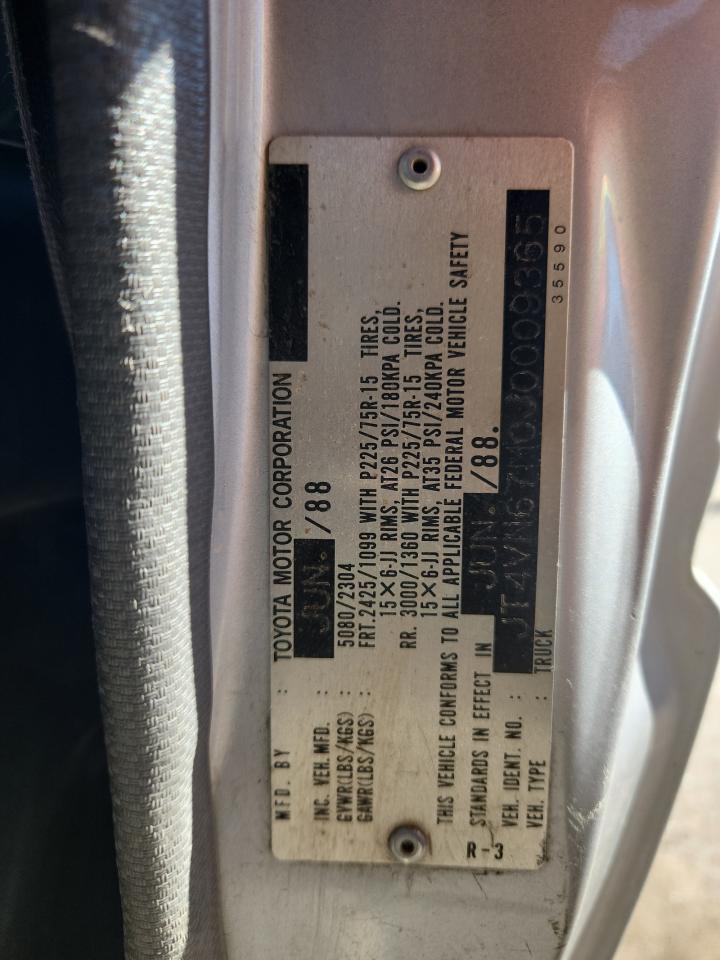 MFD. BY : TOYOTA MOTOR CORPORATION
INC. VEH. MFD. : JUN. /88
GVWR(LBS/KGS) : 5080/2304
GAWR(LBS/KGS) : FRT. 2425/1099 WITH P225/75R-15 TIRES,
15×6-JJ RIMS, AT26 PSI/180KPA COLD.
RR. 3000/1360 WITH P225/75R-15 TIRES,
15×6-JJ RIMS, AT35 PSI/240KPA COLD.
THIS VEHICLE CONFORMS TO ALL APPLICABLE FEDERAL MOTOR VEHICLE SAFETY
STANDARDS IN EFFECT IN JUN. /88.
VEH. IDENT. NO. : JT4VN67M0J0009365
VEH. TYPE : TRUCK
35590
R-3